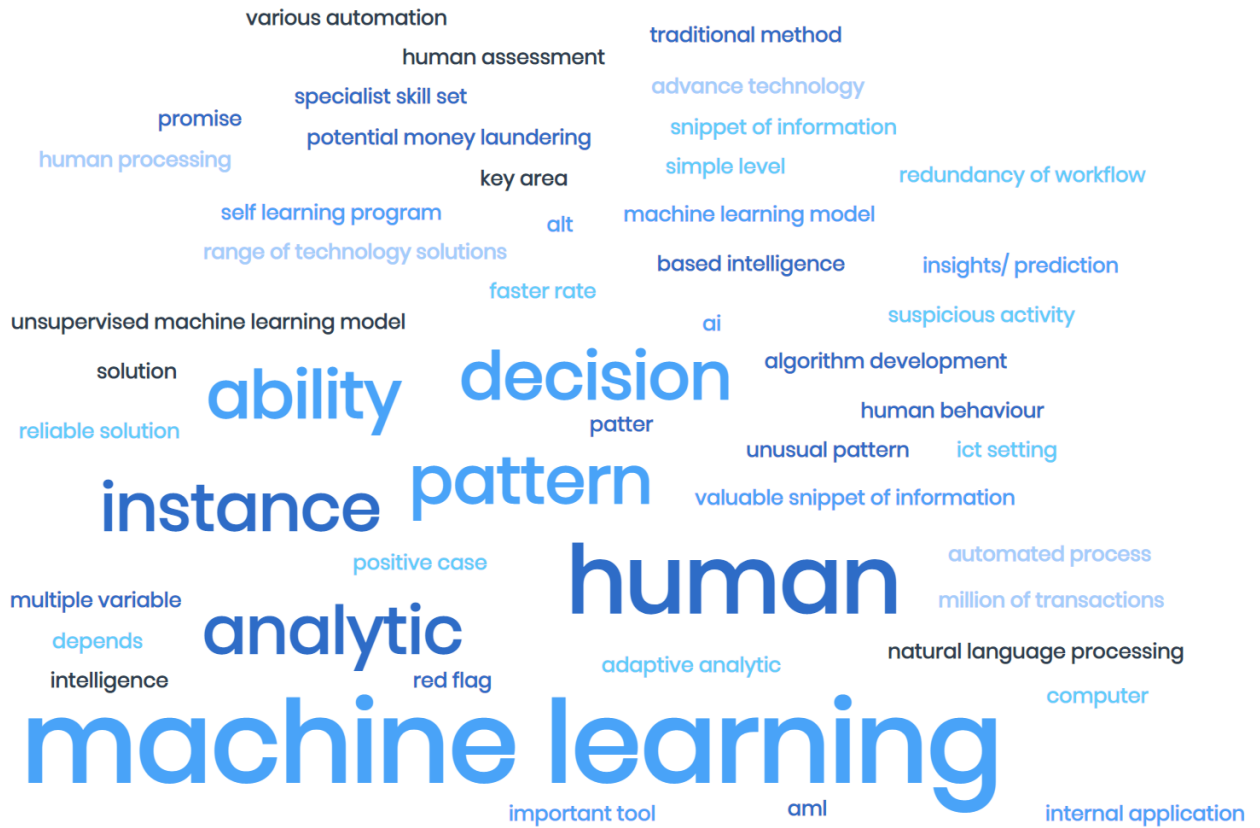 various automation
traditional method
human assessment
advance technology
specialist skill set
promise
snippet of information
potential money laundering
human processing
simple level
key area
redundancy of workflow
self learning program
alt
machine learning model
range of technology solutions
based intelligence
insights/ prediction
faster rate
unsupervised machine learning model
ai
suspicious activity
solution
ability
decision
algorithm development
human behaviour
patter
reliable solution
unusual pattern
ict setting
instance
pattern
valuable snippet of information
positive case
human
automated process
multiple variable
million of transactions
analytic
depends
adaptive analytic
natural language processing
intelligence
red flag
computer
machine learning
important tool
aml
internal application